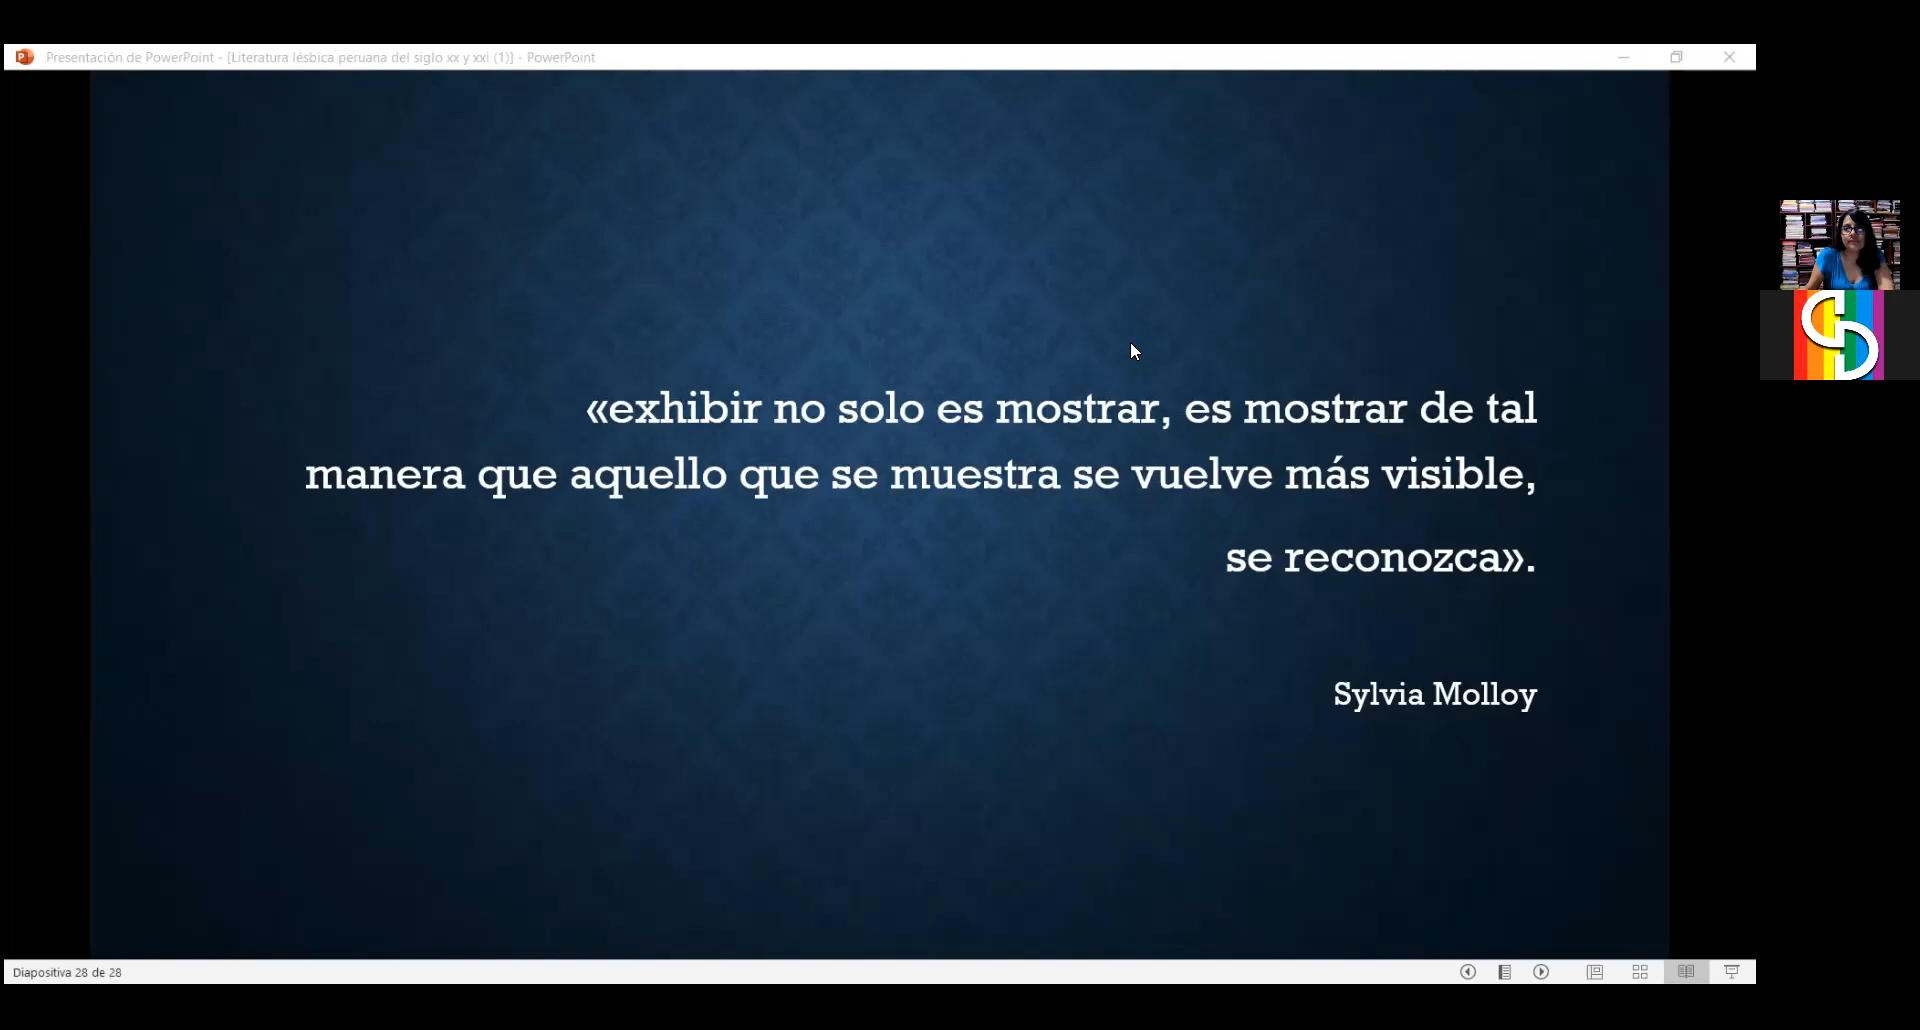 Presentación de PowerPoint - [Literatura lésbica peruana del siglo xx y xxi (1)] - PowerPoint
«exhibir no solo es mostrar, es mostrar de tal
manera que aquello que se muestra se vuelve más visible,
se reconozca».
Sylvia Molloy
Diapositiva 28 de 28